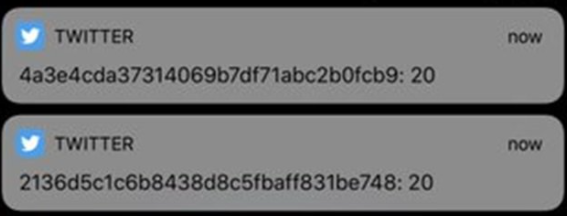 TWITTER now
4a3e4cda37314069b7df71abc2b0fcb9: 20
TWITTER now
2136d5c1c6b8438d8c5fbaff831be748: 20